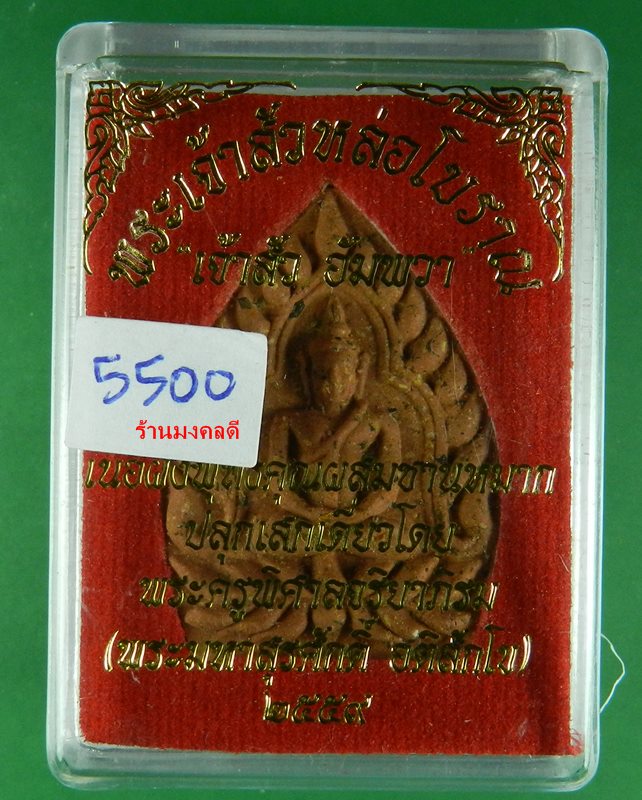 พระเจ้าสัวหล่อโบราณ
"เจ้าสัว อัมพวา"
5500
ร้านมงคลดี
เนื้อผงพุทธคุณผสมชานหมาก
ปลุกเสกเดี่ยวโดย
พระครูพิศาลจริยาภิรม
(พระมหาสุรศักดิ์ อติสักโข)
๒๕๕๙